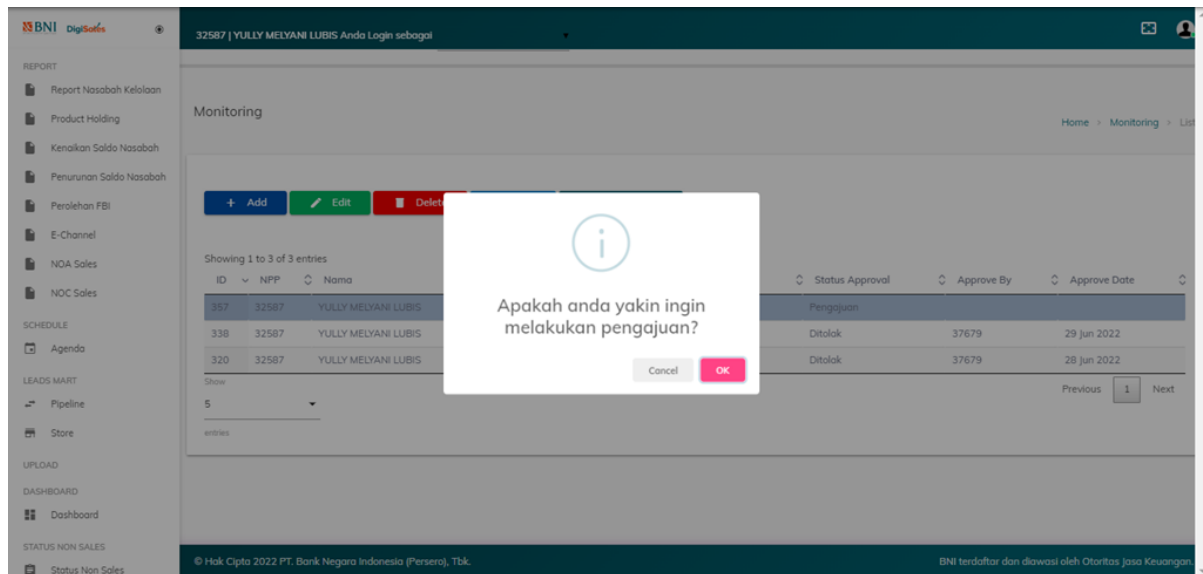 BNI DigiSales
32587 | YULLY MELYANI LUBIS Anda Login sebagai
REPORT
Report Nasabah Kelolaan
Product Holding
Kenaikan Saldo Nasabah
Penurunan Saldo Nasabah
Perolehan FBI
E-Channel
NOA Sales
NOC Sales
SCHEDULE
Agenda
LEADS MART
Pipeline
Store
UPLOAD
DASHBOARD
Dashboard
STATUS NON SALES
Status Non Sales
Monitoring
Home Monitoring List
+ Add Edit Delete
Showing 1 to 3 of 3 entries
ID NPP Nama Status Approval Approve By Approve Date
357 32587 YULLY MELYANI LUBIS Pengajuan
338 32587 YULLY MELYANI LUBIS Ditolak 37679 29 Jun 2022
320 32587 YULLY MELYANI LUBIS Ditolak 37679 28 Jun 2022
Show
5
entries
Previous 1 Next
Apakah anda yakin ingin
melakukan pengajuan?
Cancel OK
© Hak Cipta 2022 PT. Bank Negara Indonesia (Persero), Tbk.
BNI terdaftar dan diawasi oleh Otoritas Jasa Keuangan.